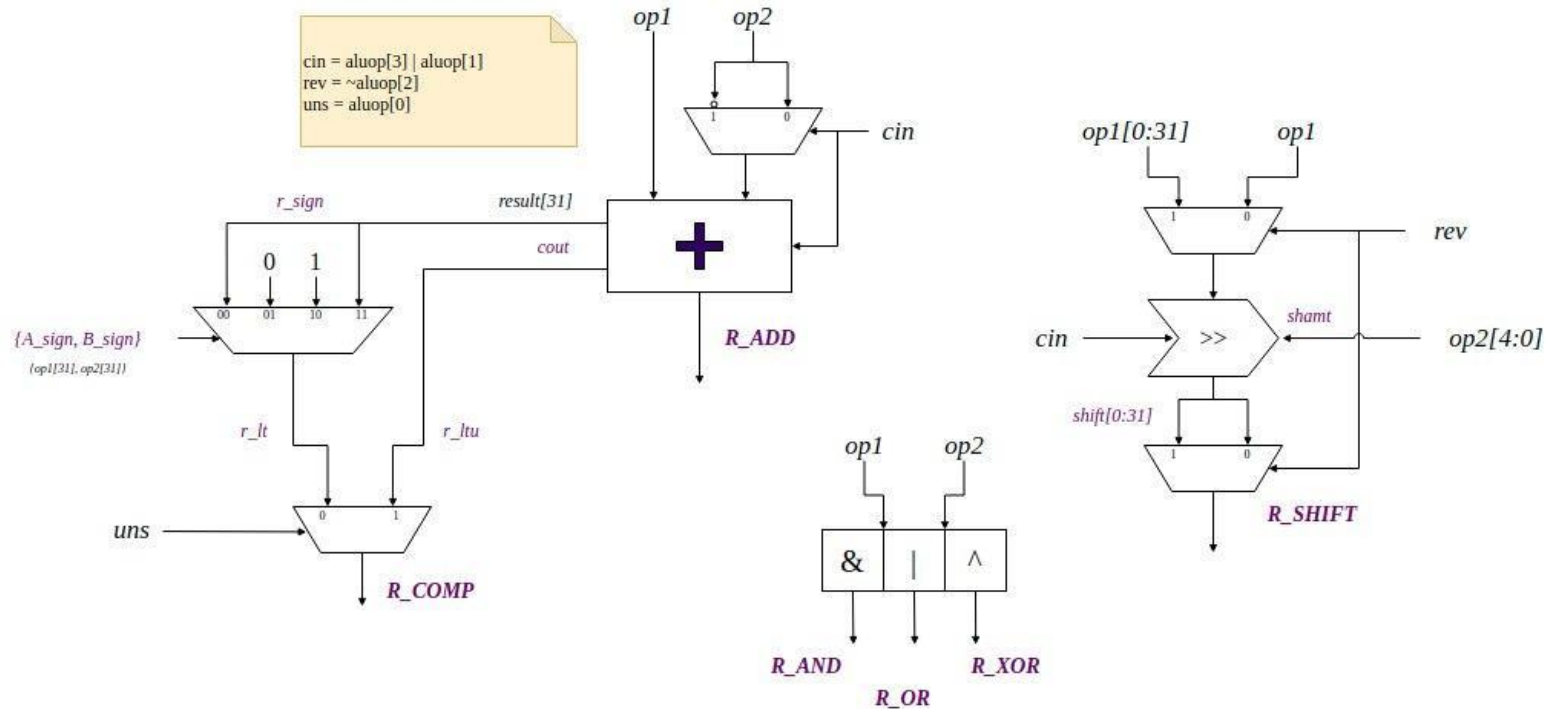 cin = aluop[3] | aluop[1]
rev = ~aluop[2]
uns = aluop[0]
op1
op2
1
0
cin
r_sign
result[31]
cout
0
1
00
01
10
11
{A_sign, B_sign}
{op1[31], op2[31]}
R_ADD
r_lt
r_ltu
uns
0
1
R_COMP
op1
op2
&
|
^
R_AND
R_OR
R_XOR
op1[0:31]
op1
1
0
rev
cin
>>
shamt
op2[4:0]
shift[0:31]
1
0
R_SHIFT